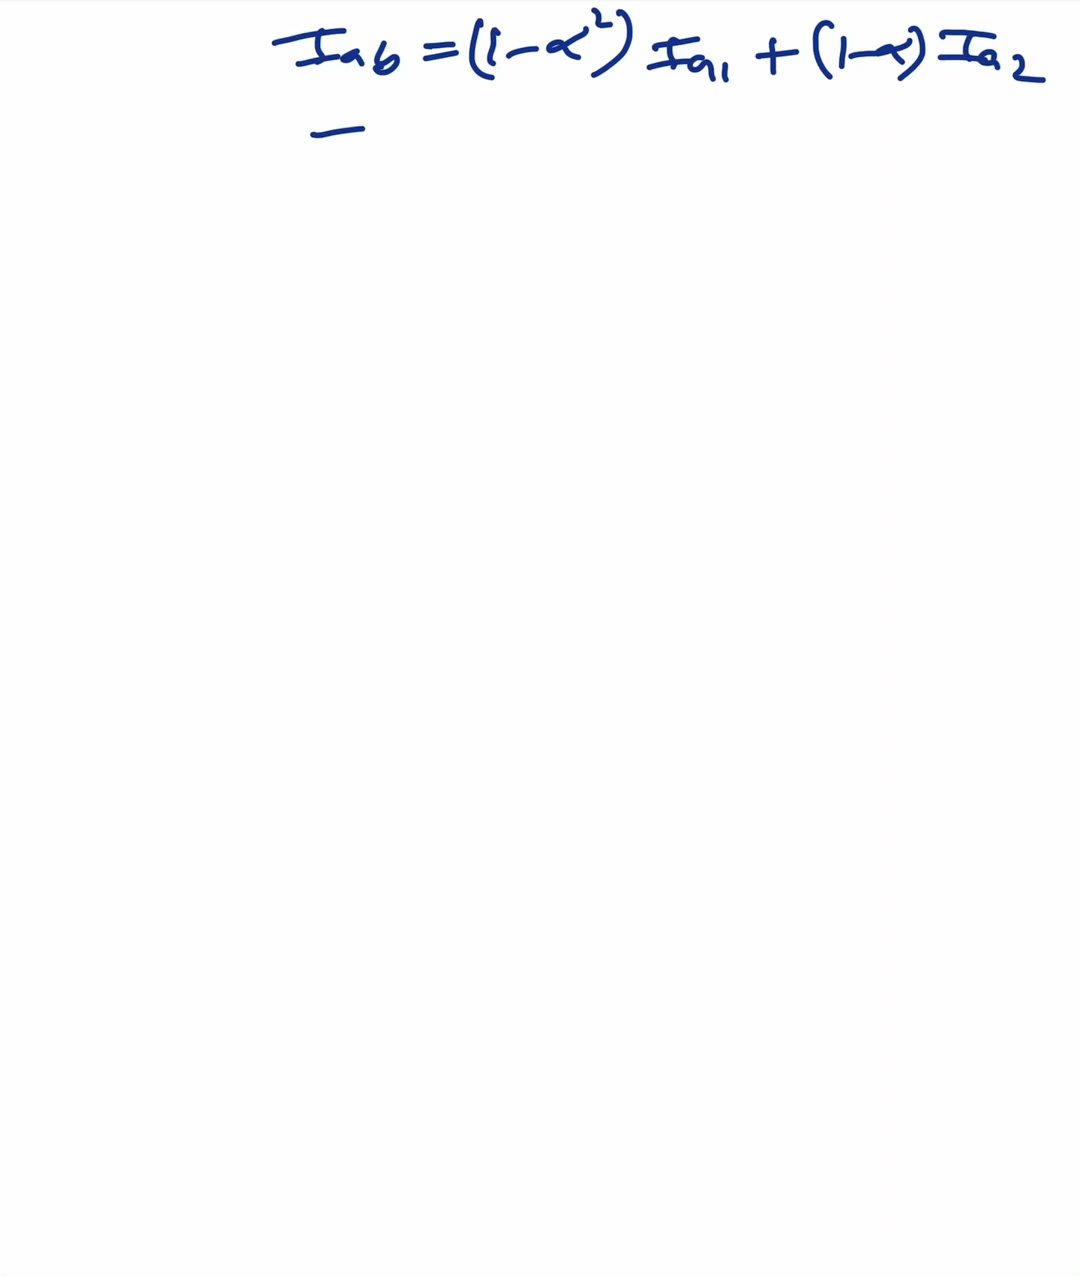 Iab = (1-α²) Ia1 + (1-α) Ia2
—